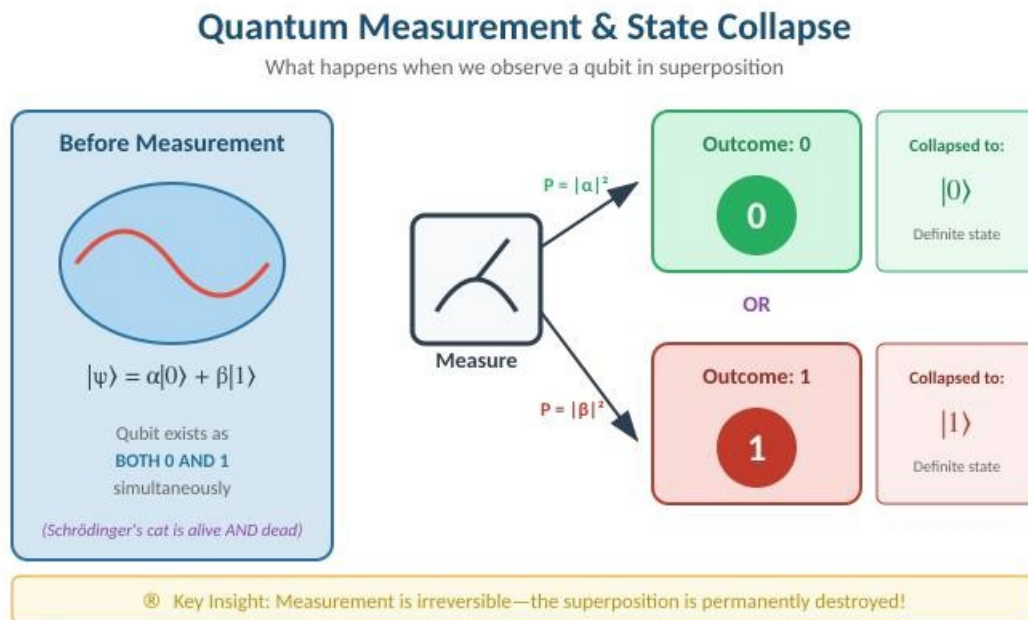 Quantum Measurement & State Collapse
What happens when we observe a qubit in superposition
Before Measurement
|ψ⟩ = α|0⟩ + β|1⟩
Qubit exists as
BOTH 0 AND 1
simultaneously
(Schrödinger's cat is alive AND dead)
Measure
P = |α|²
P = |β|²
Outcome: 0
0
Collapsed to:
|0⟩
Definite state
OR
Outcome: 1
1
Collapsed to:
|1⟩
Definite state
® Key Insight: Measurement is irreversible—the superposition is permanently destroyed!